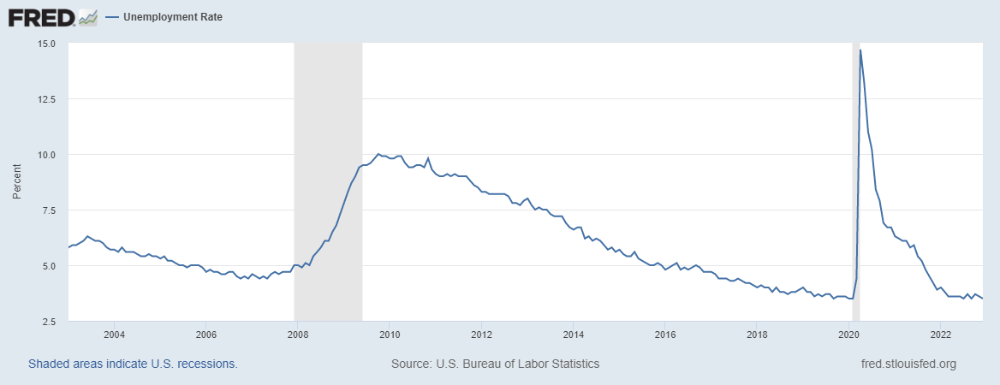 FRED. Unemployment Rate
Percent
15.0
12.5
10.0
7.5
5.0
2.5
2004 2006 2008 2010 2012 2014 2016 2018 2020 2022
Shaded areas indicate U.S. recessions. Source: U.S. Bureau of Labor Statistics fred.stlouisfed.org